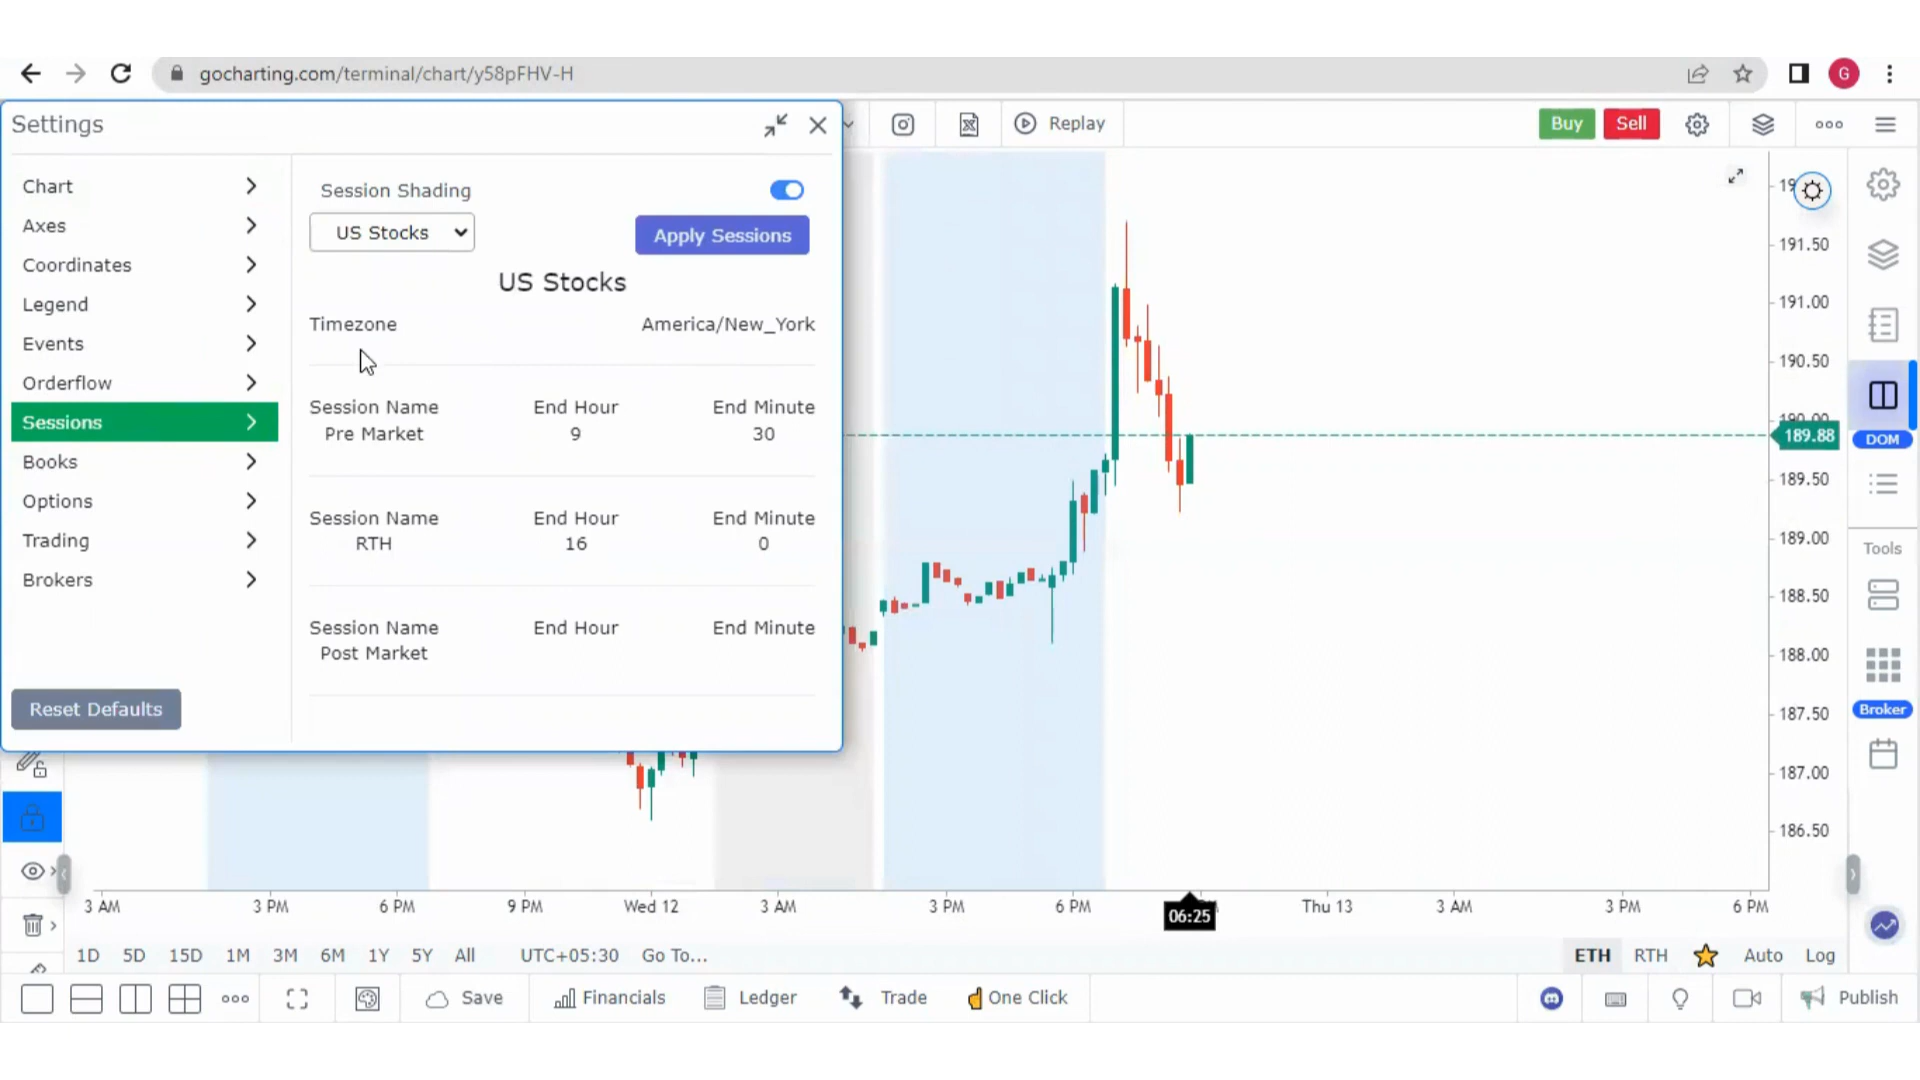 gocharting.com/terminal/chart/y58pFHV-H
G
Settings
Replay
Buy
Sell
Chart
Axes
Coordinates
Legend
Events
Orderflow
Sessions
Books
Options
Trading
Brokers
Reset Defaults
Session Shading
US Stocks
Apply Sessions
US Stocks
Timezone America/New_York
Session Name End Hour End Minute
Pre Market 9 30
Session Name End Hour End Minute
RTH 16 0
Session Name End Hour End Minute
Post Market
191.50
191.00
190.50
190.00
189.88
189.50
189.00
188.50
188.00
187.50
187.00
186.50
DOM
Tools
Broker
3 AM 3 PM 6 PM 9 PM Wed 12 3 AM 3 PM 6 PM 06:25 Thu 13 3 AM 3 PM 6 PM
1D 5D 15D 1M 3M 6M 1Y 5Y All UTC+05:30 Go To... ETH RTH Auto Log
Save Financials Ledger Trade One Click Publish